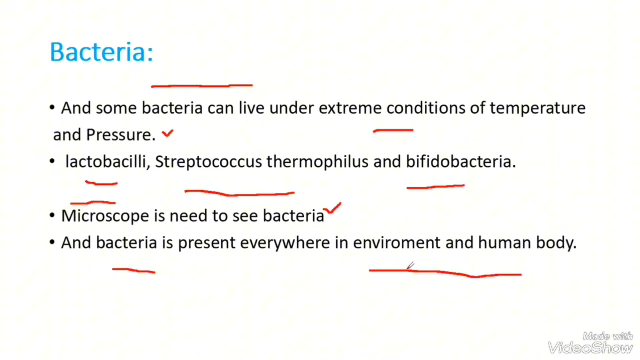 Bacteria:
• And some bacteria can live under extreme conditions of temperature
and Pressure.
• lactobacilli, Streptococcus thermophilus and bifidobacteria.
• Microscope is need to see bacteria
• And bacteria is present everywhere in enviroment and human body.
Made with
VideoShow